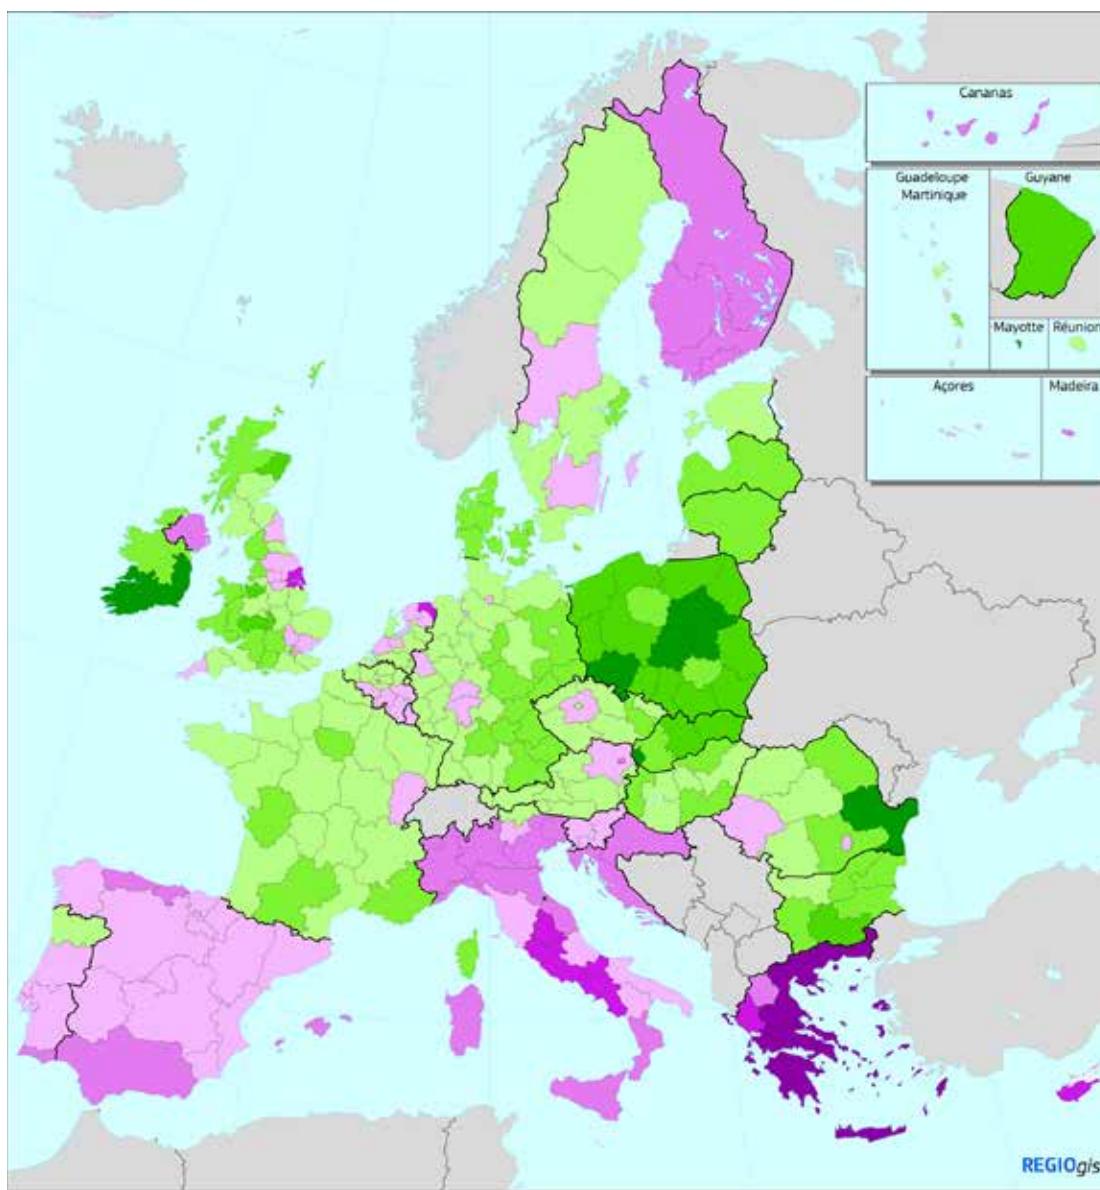 Canarias
Guadeloupe
Martinique
Guyane
Mayotte
Réunion
Açores
Madeira
REGIOgis